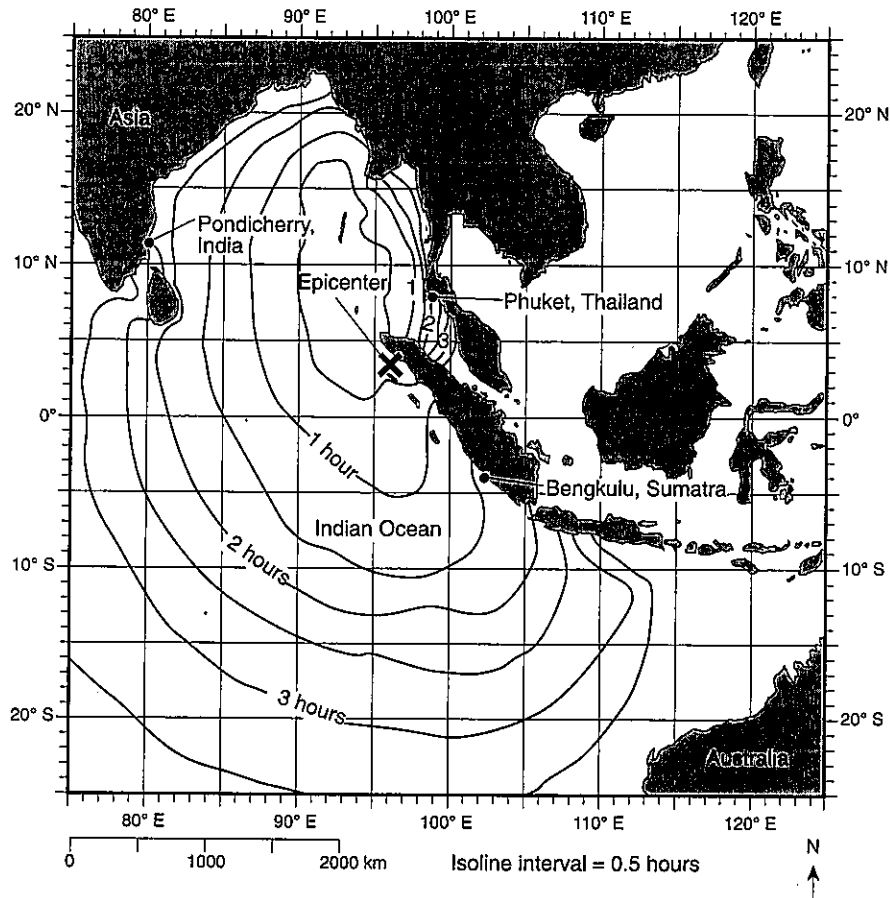 80° E 90° E 100° E 110° E 120° E
20° N 20° N
Asia
Pondicherry,
India
10° N 10° N
Epicenter
1
Phuket, Thailand
2
3
0° 0°
1 hour
Bengkulu, Sumatra
Indian Ocean
2 hours
10° S 10° S
3 hours
20° S 20° S
Australia
80° E 90° E 100° E 110° E 120° E
0 1000 2000 km
Isoline interval = 0.5 hours
N